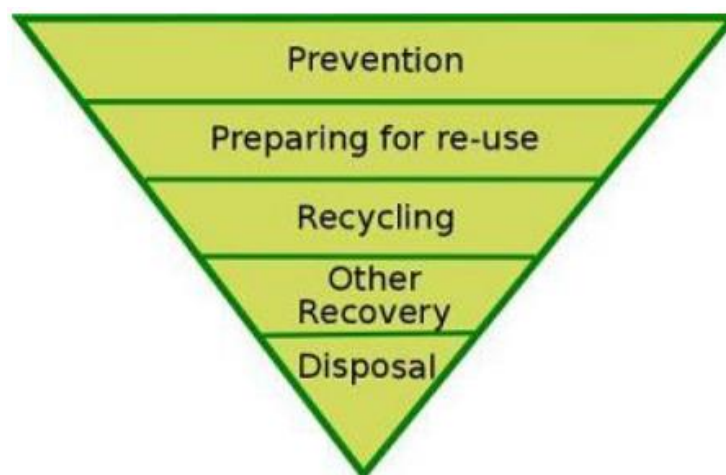 Prevention
Preparing for re-use
Recycling
Other
Recovery
Disposal